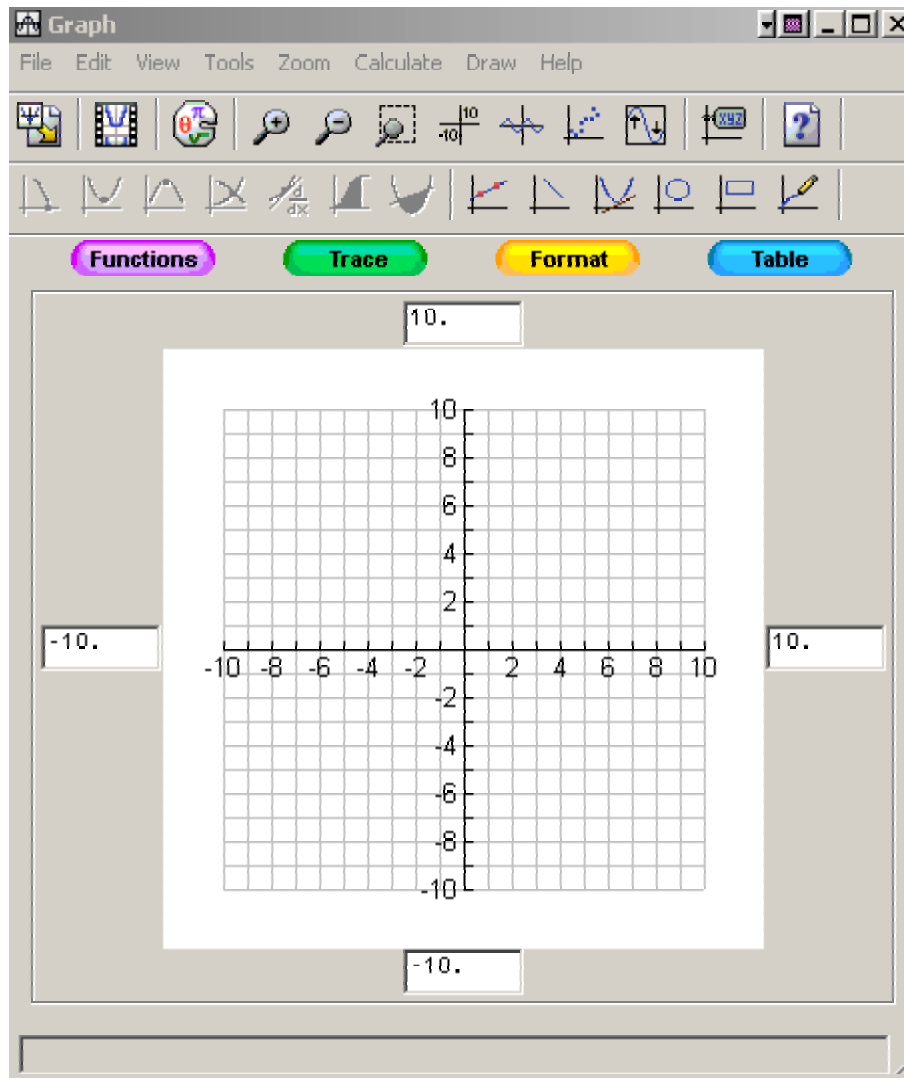 Graph
File Edit View Tools Zoom Calculate Draw Help
10
-10
θ π
XYZ
?
d
dx
Functions Trace Format Table
10.
10
8
6
4
2
-10. 10.
-10 -8 -6 -4 -2 2 4 6 8 10
-2
-4
-6
-8
-10
-10.